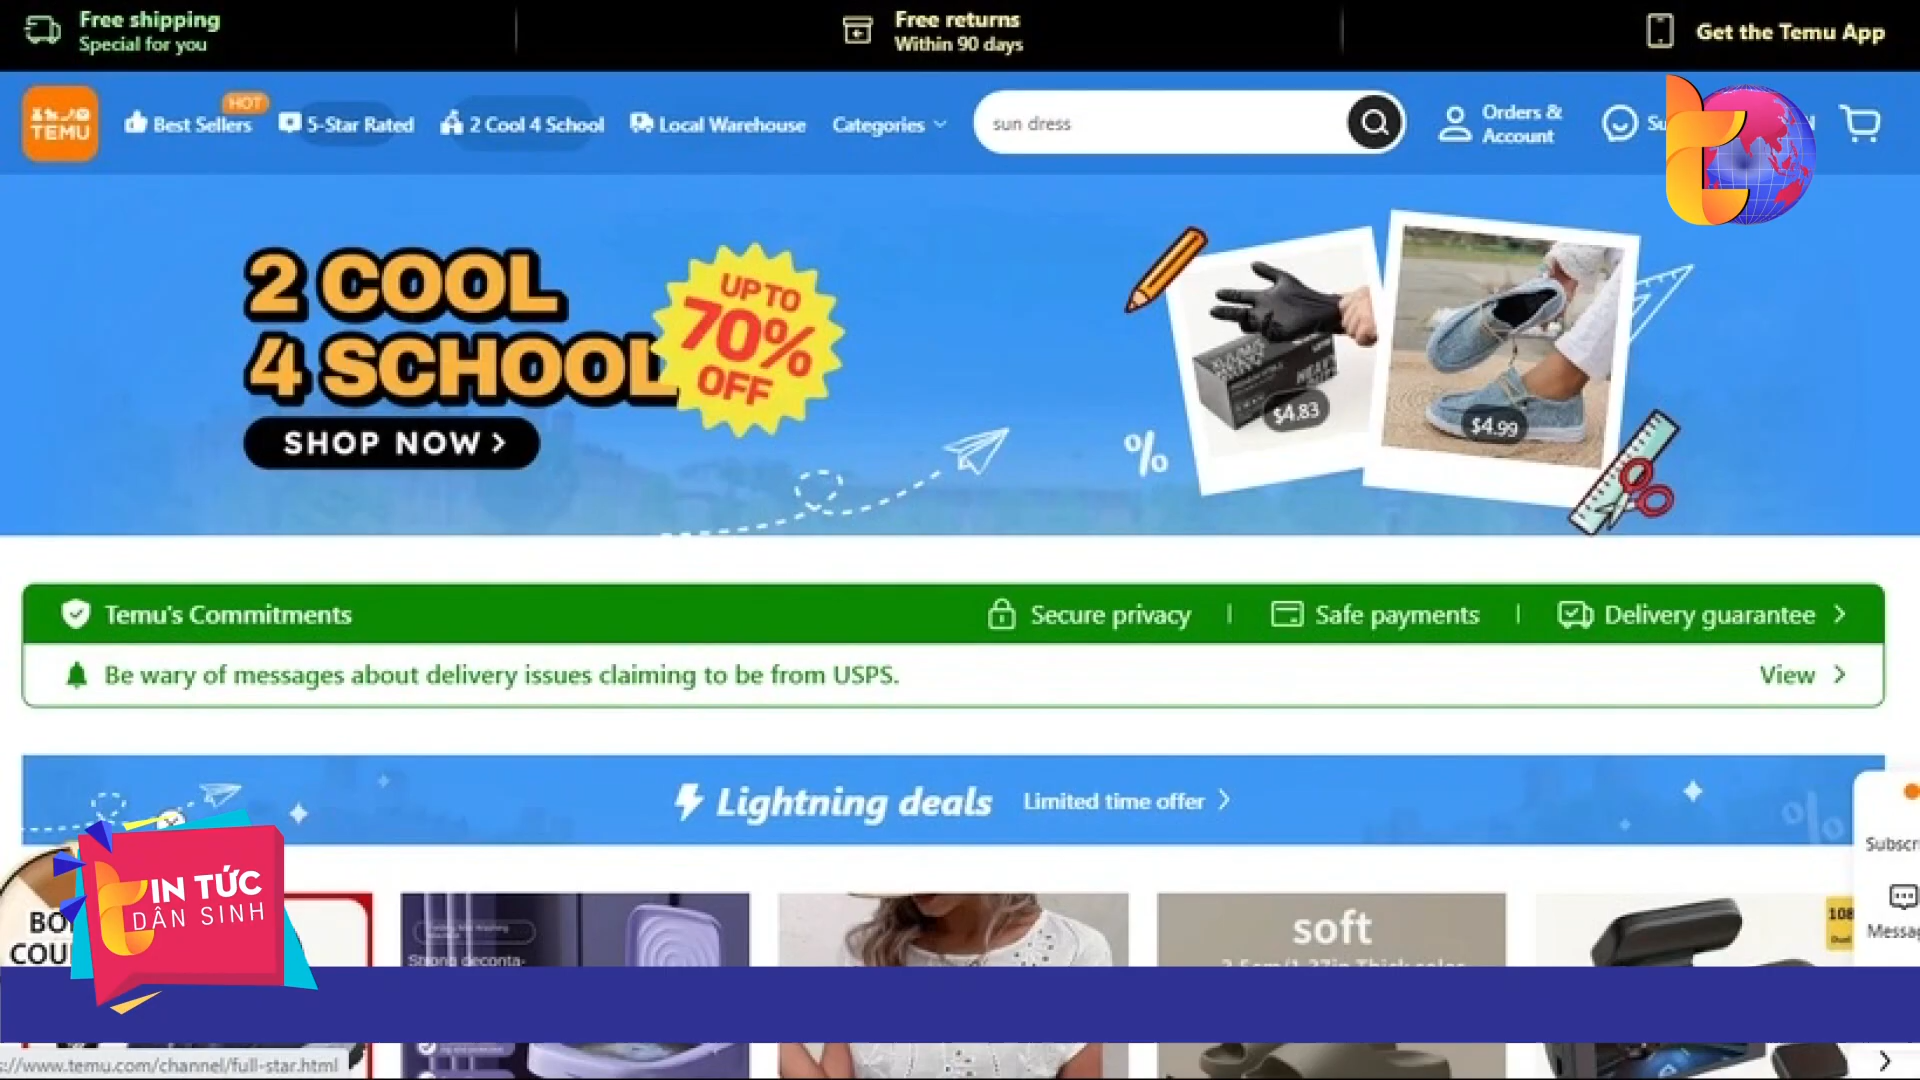 Free shipping
Special for you
Free returns
Within 90 days
Get the Temu App
TEMU
Best Sellers
HOT
5-Star Rated
2 Cool 4 School
Local Warehouse
Categories
sun dress
Orders &
Account
2 COOL
4 SCHOOL
UP TO
70%
OFF
SHOP NOW >
$4.83
$4.99
%
Temu's Commitments
Secure privacy
Safe payments
Delivery guarantee
Be wary of messages about delivery issues claiming to be from USPS.
View
Lightning deals
Limited time offer
TIN TỨC
DÂN SINH
soft
Strong deconta-
108
://www.temu.com/channel/full-star.html